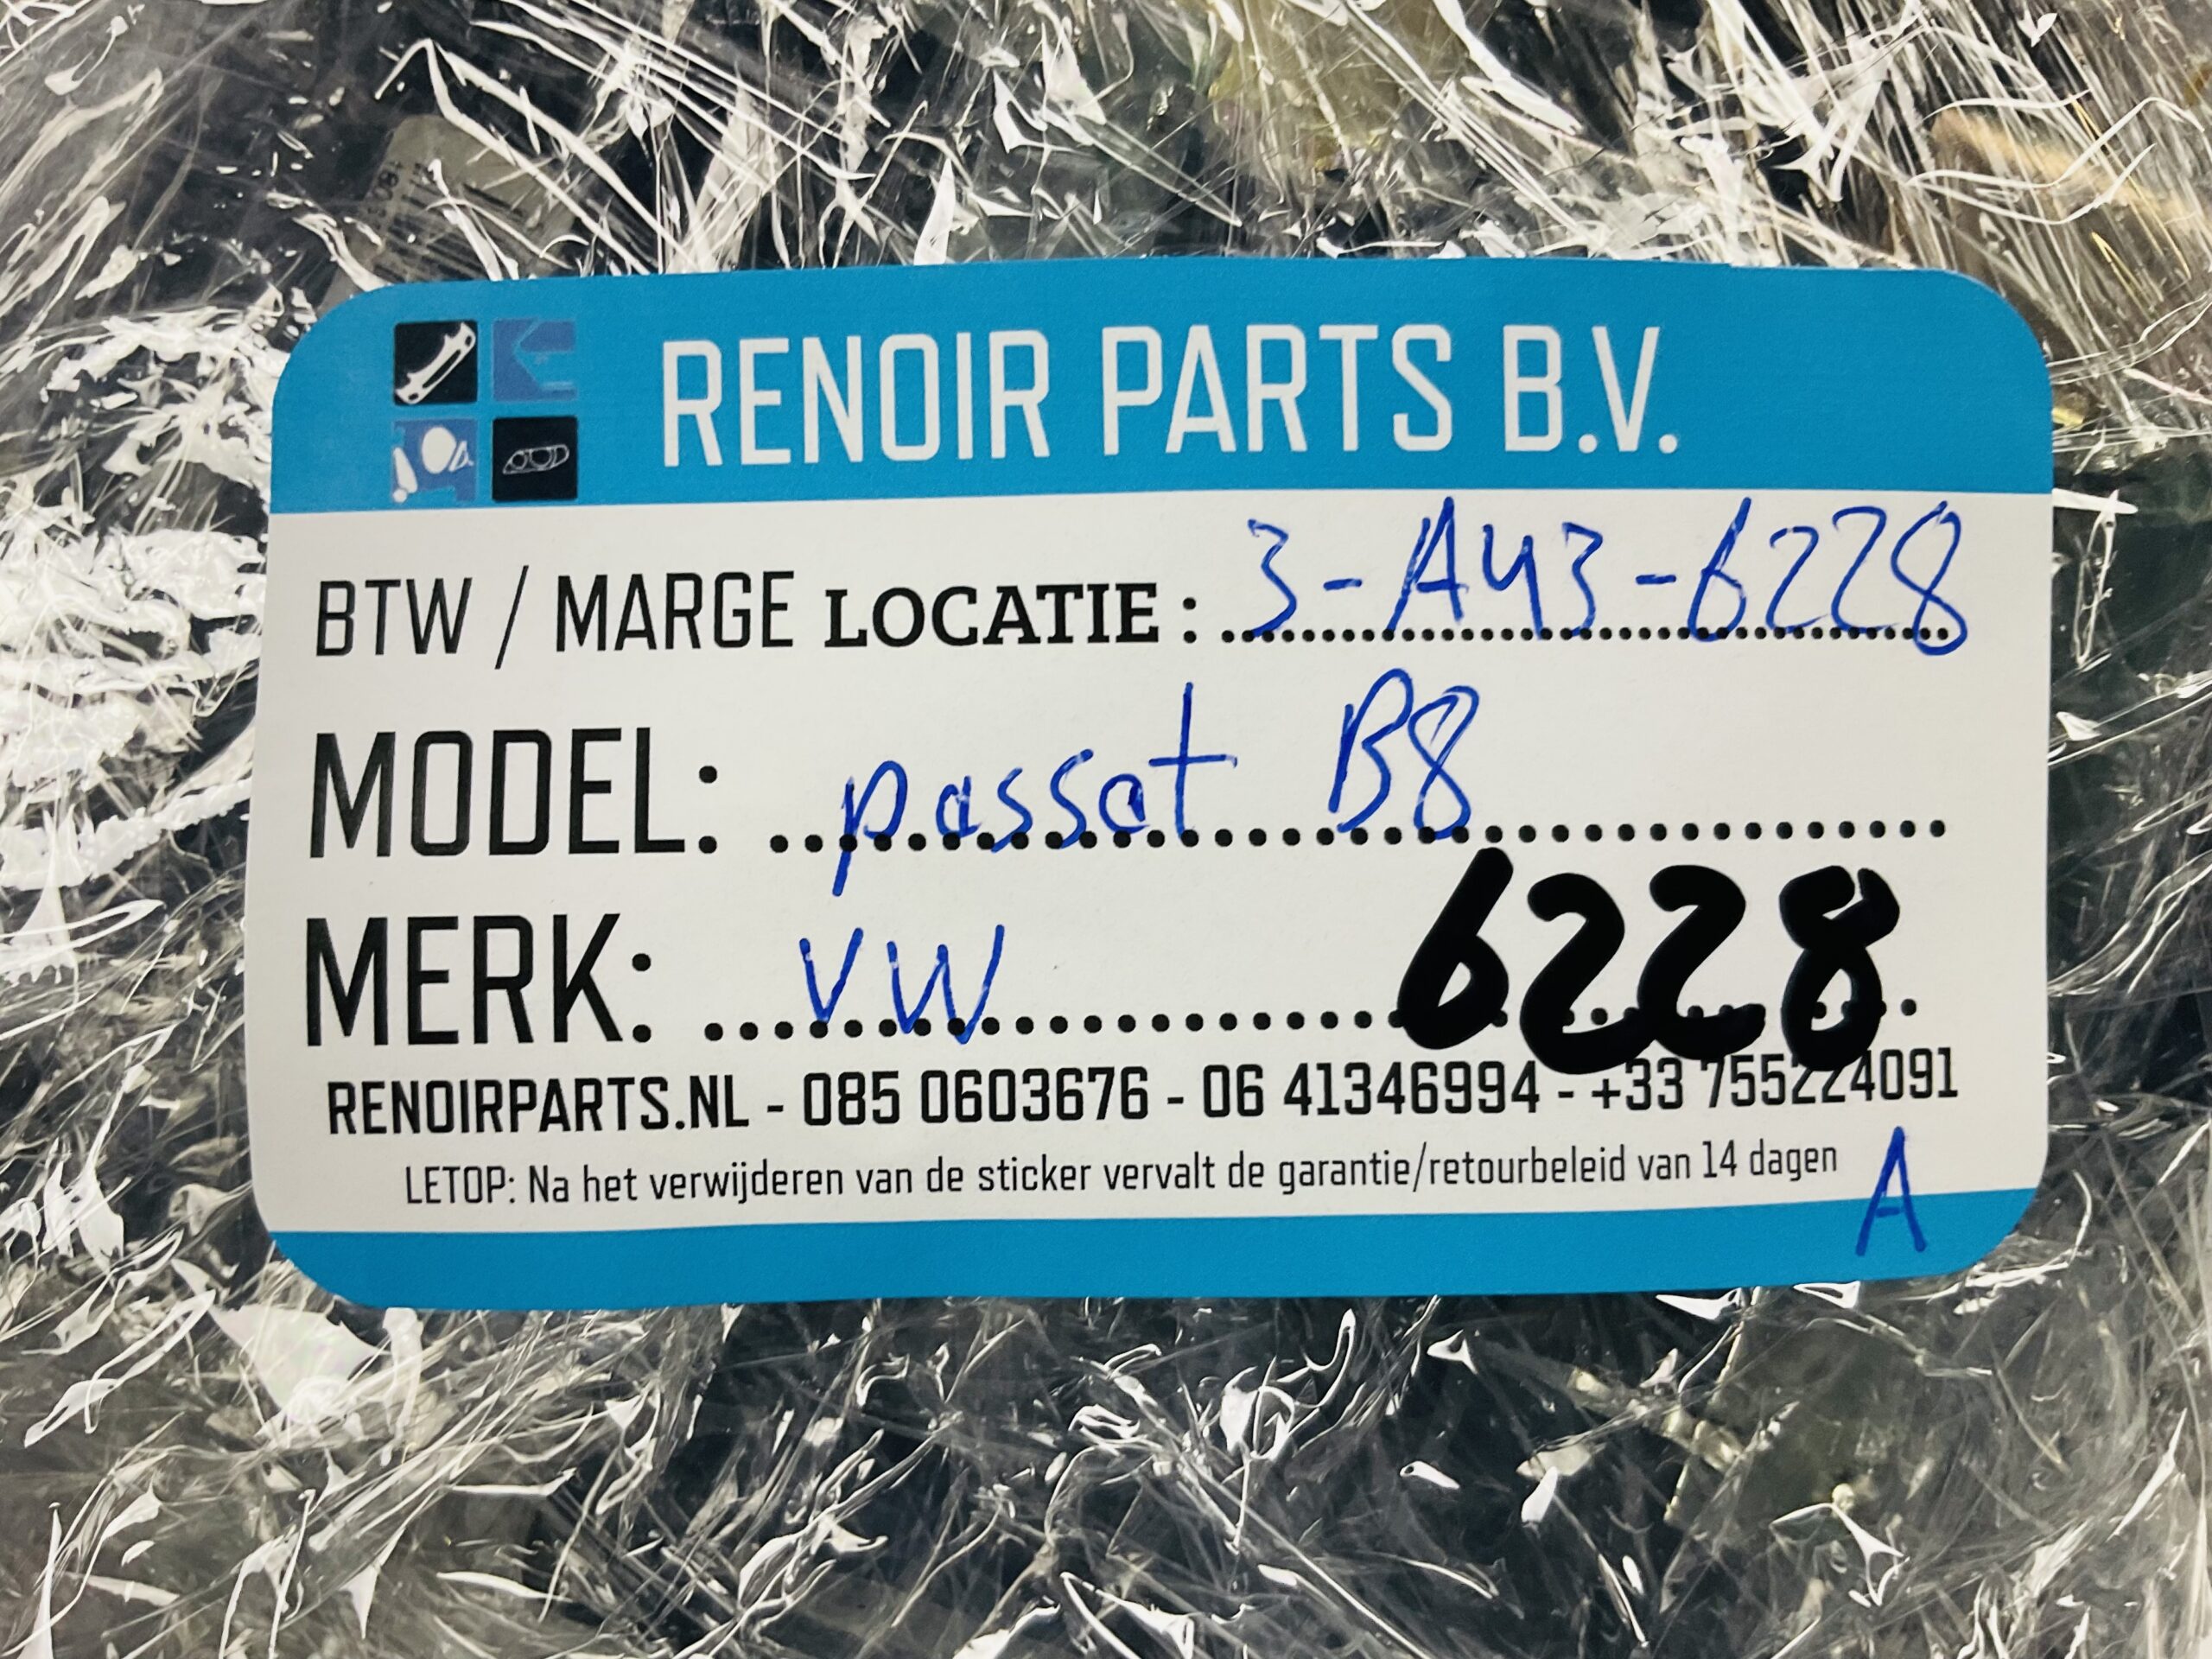 RENOIR PARTS B.V.
BTW / MARGE LOCATIE : 3-A43-6228
MODEL: passat B8
MERK: VW 6228
RENOIRPARTS.NL - 085 0603676 - 06 41346994 - +33 755224091
LETOP: Na het verwijderen van de sticker vervalt de garantie/retourbeleid van 14 dagen
A